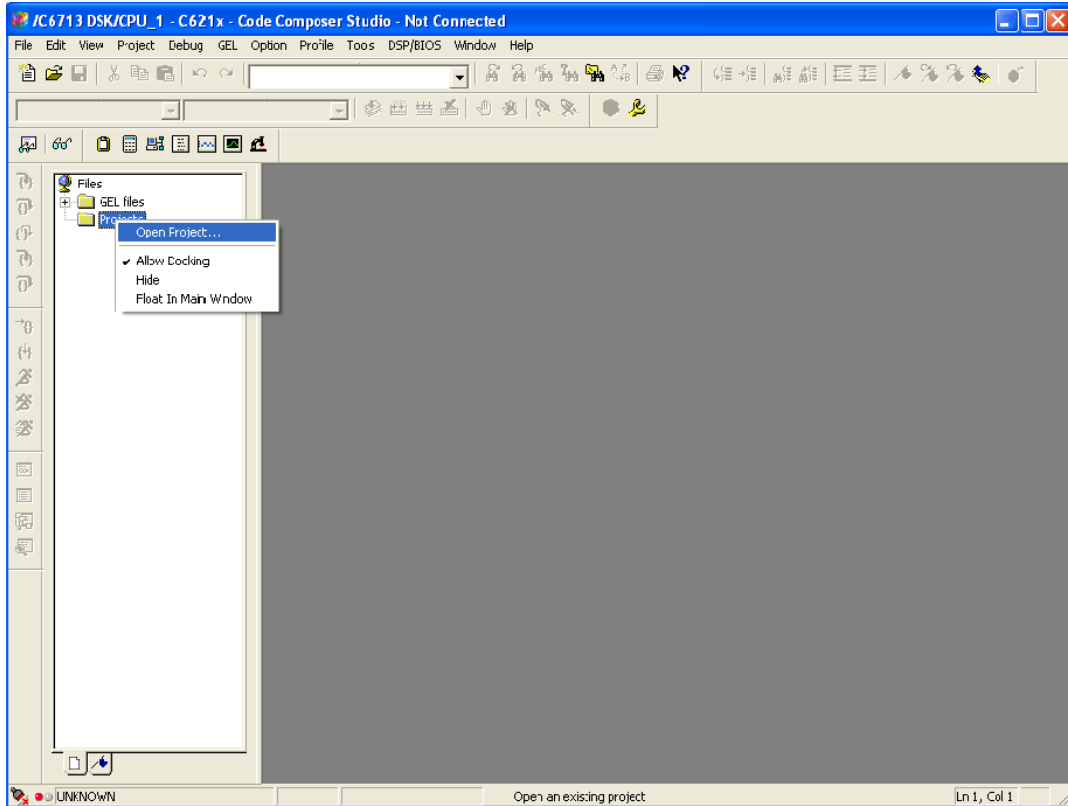 /C6713 DSK/CPU_1 - C621x - Code Composer Studio - Not Connected
File Edit View Project Debug GEL Option Profile Tools DSP/BIOS Window Help
Files
GEL files
Projects
Open Project...
Allow Docking
Hide
Float In Main Window
UNKNOWN Open an existing project Ln 1, Col 1